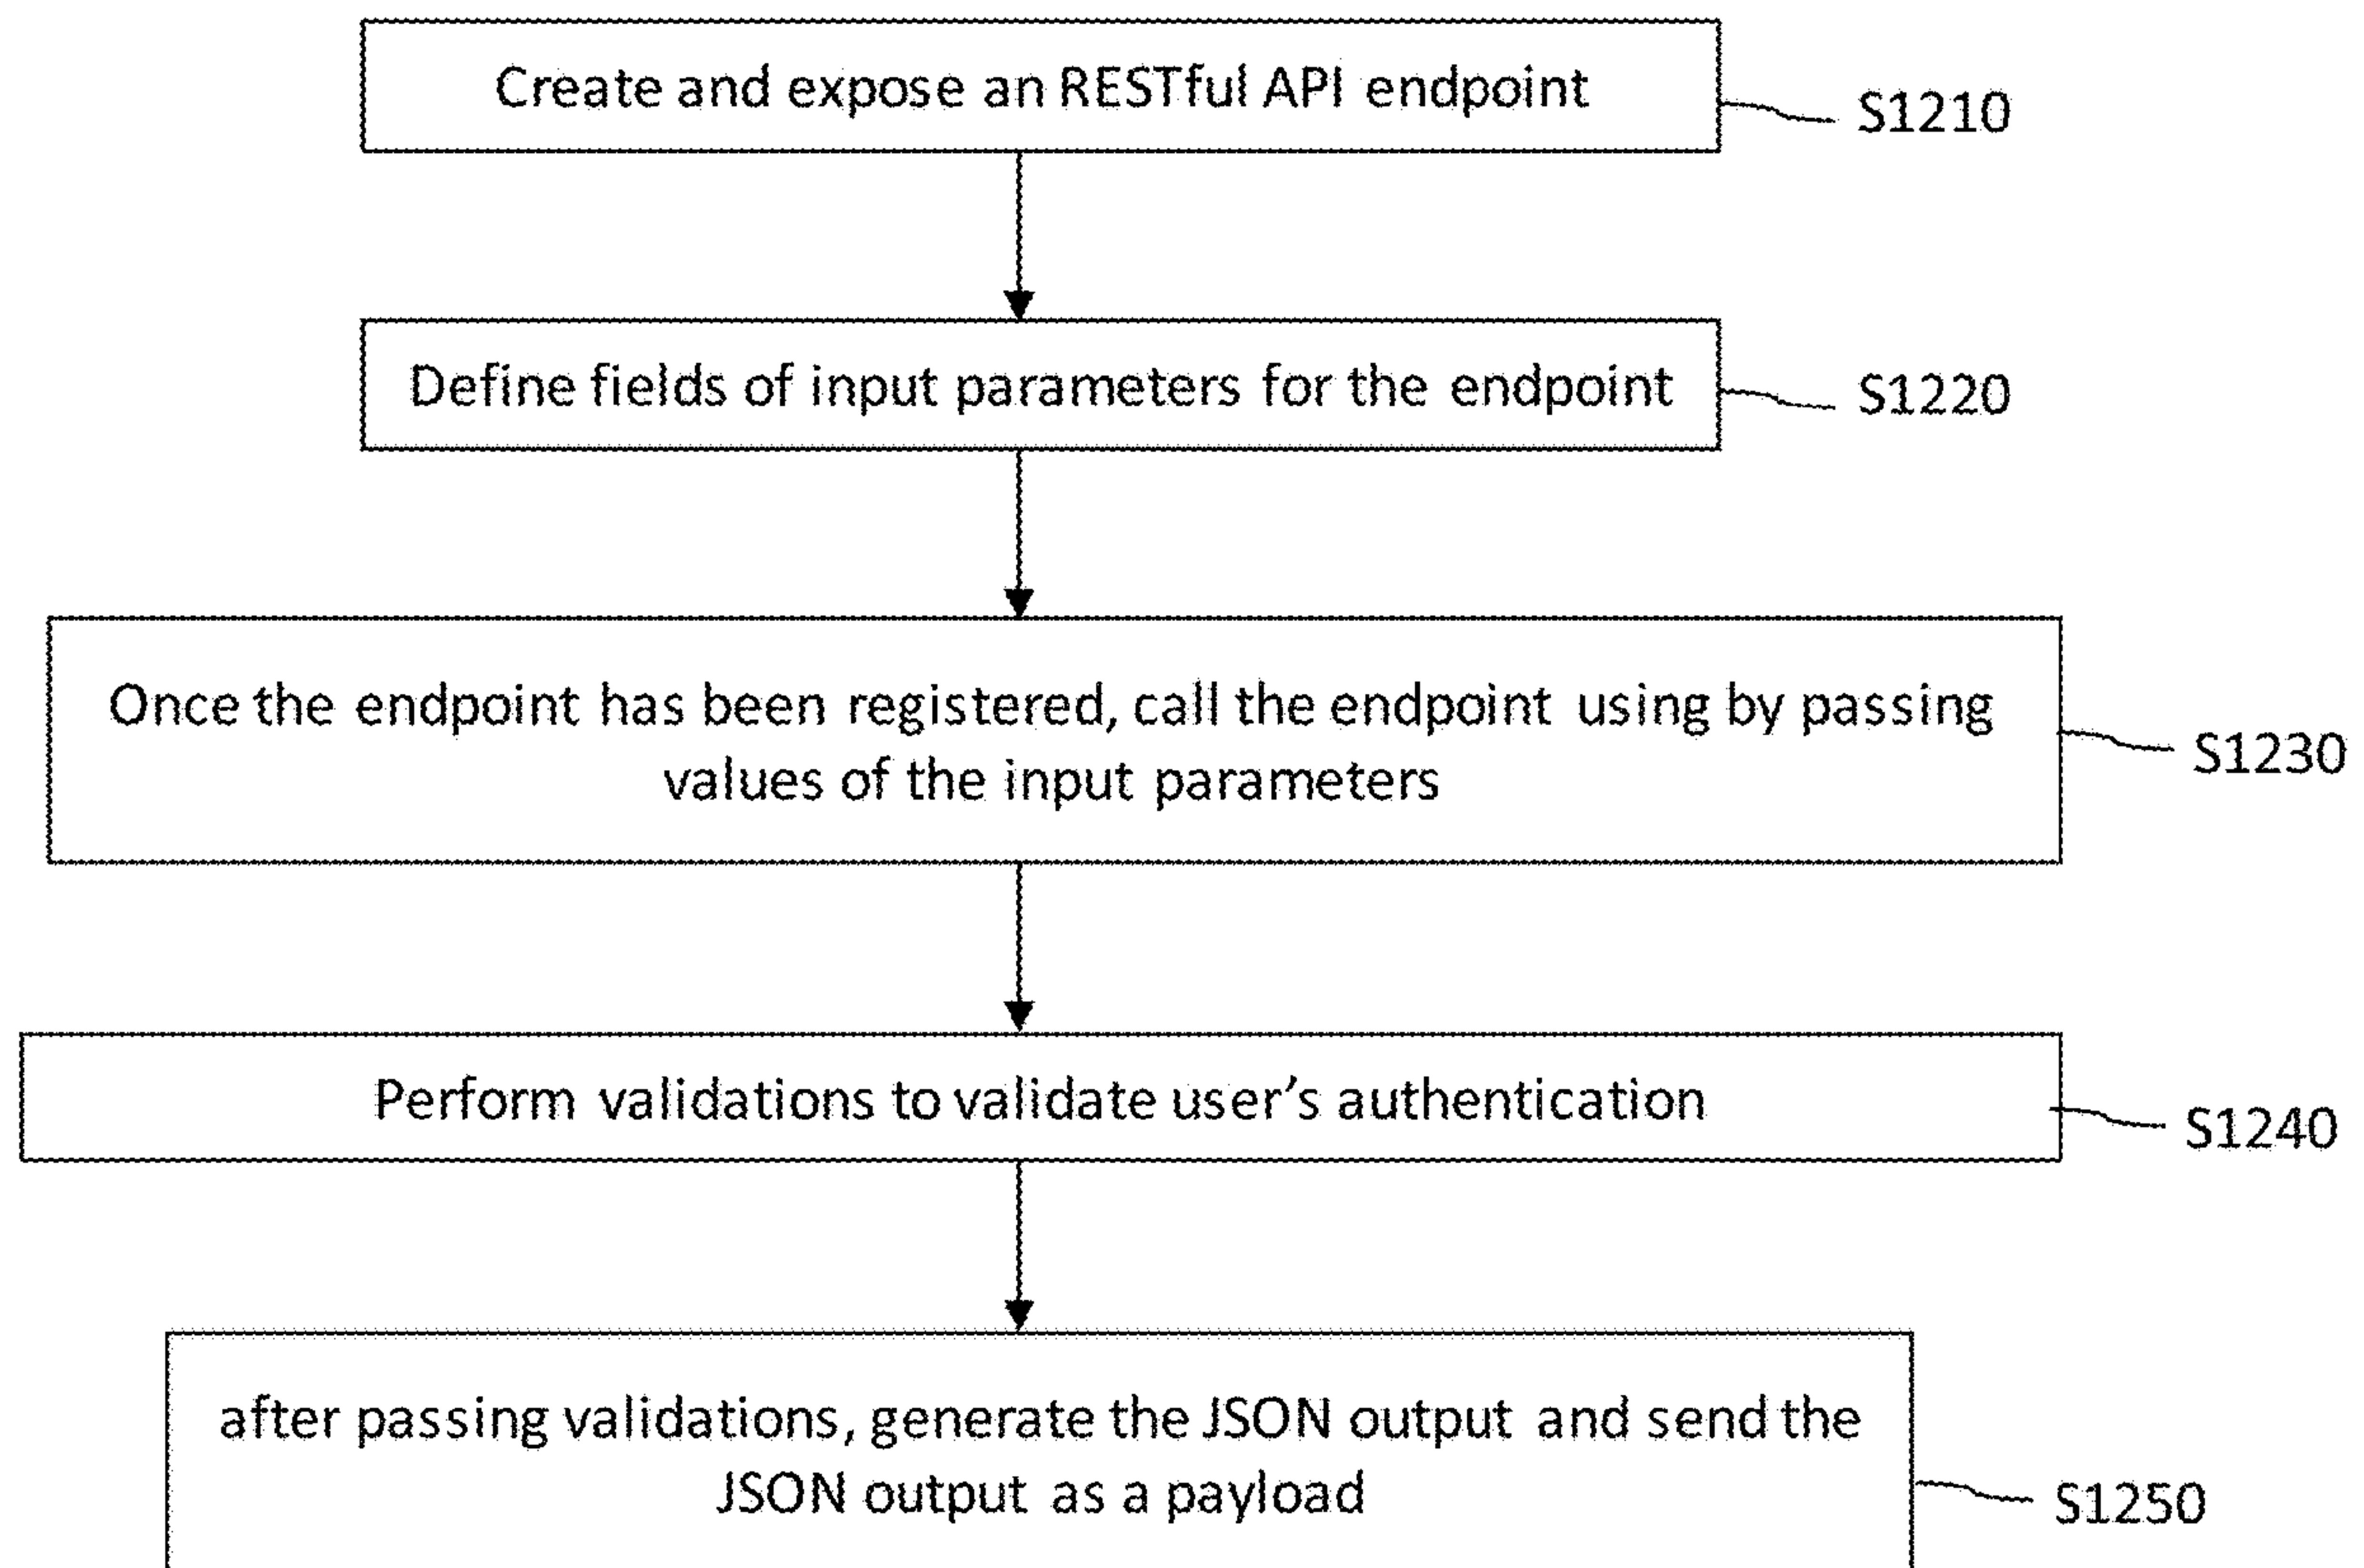 Create and expose an RESTful API endpoint
S1210
Define fields of input parameters for the endpoint
S1220
Once the endpoint has been registered, call the endpoint using by passing
values of the input parameters
S1230
Perform validations to validate user’s authentication
S1240
after passing validations, generate the JSON output and send the
JSON output as a payload
S1250